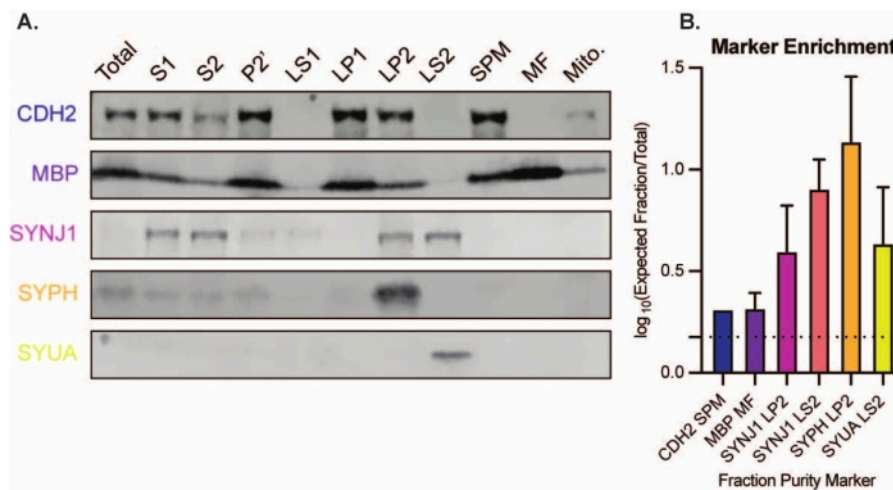 A.
Total S1 S2 P2' LS1 LP1 LP2 LS2 SPM MF Mito.
CDH2
MBP
SYNJ1
SYPH
SYUA
B.
Marker Enrichment
log10(Expected Fraction/Total)
1.5
1.0
0.5
0.0
CDH2 SPM
MBP MF
SYNJ1 LP2
SYNJ1 LS2
SYPH LP2
SYUA LS2
Fraction Purity Marker